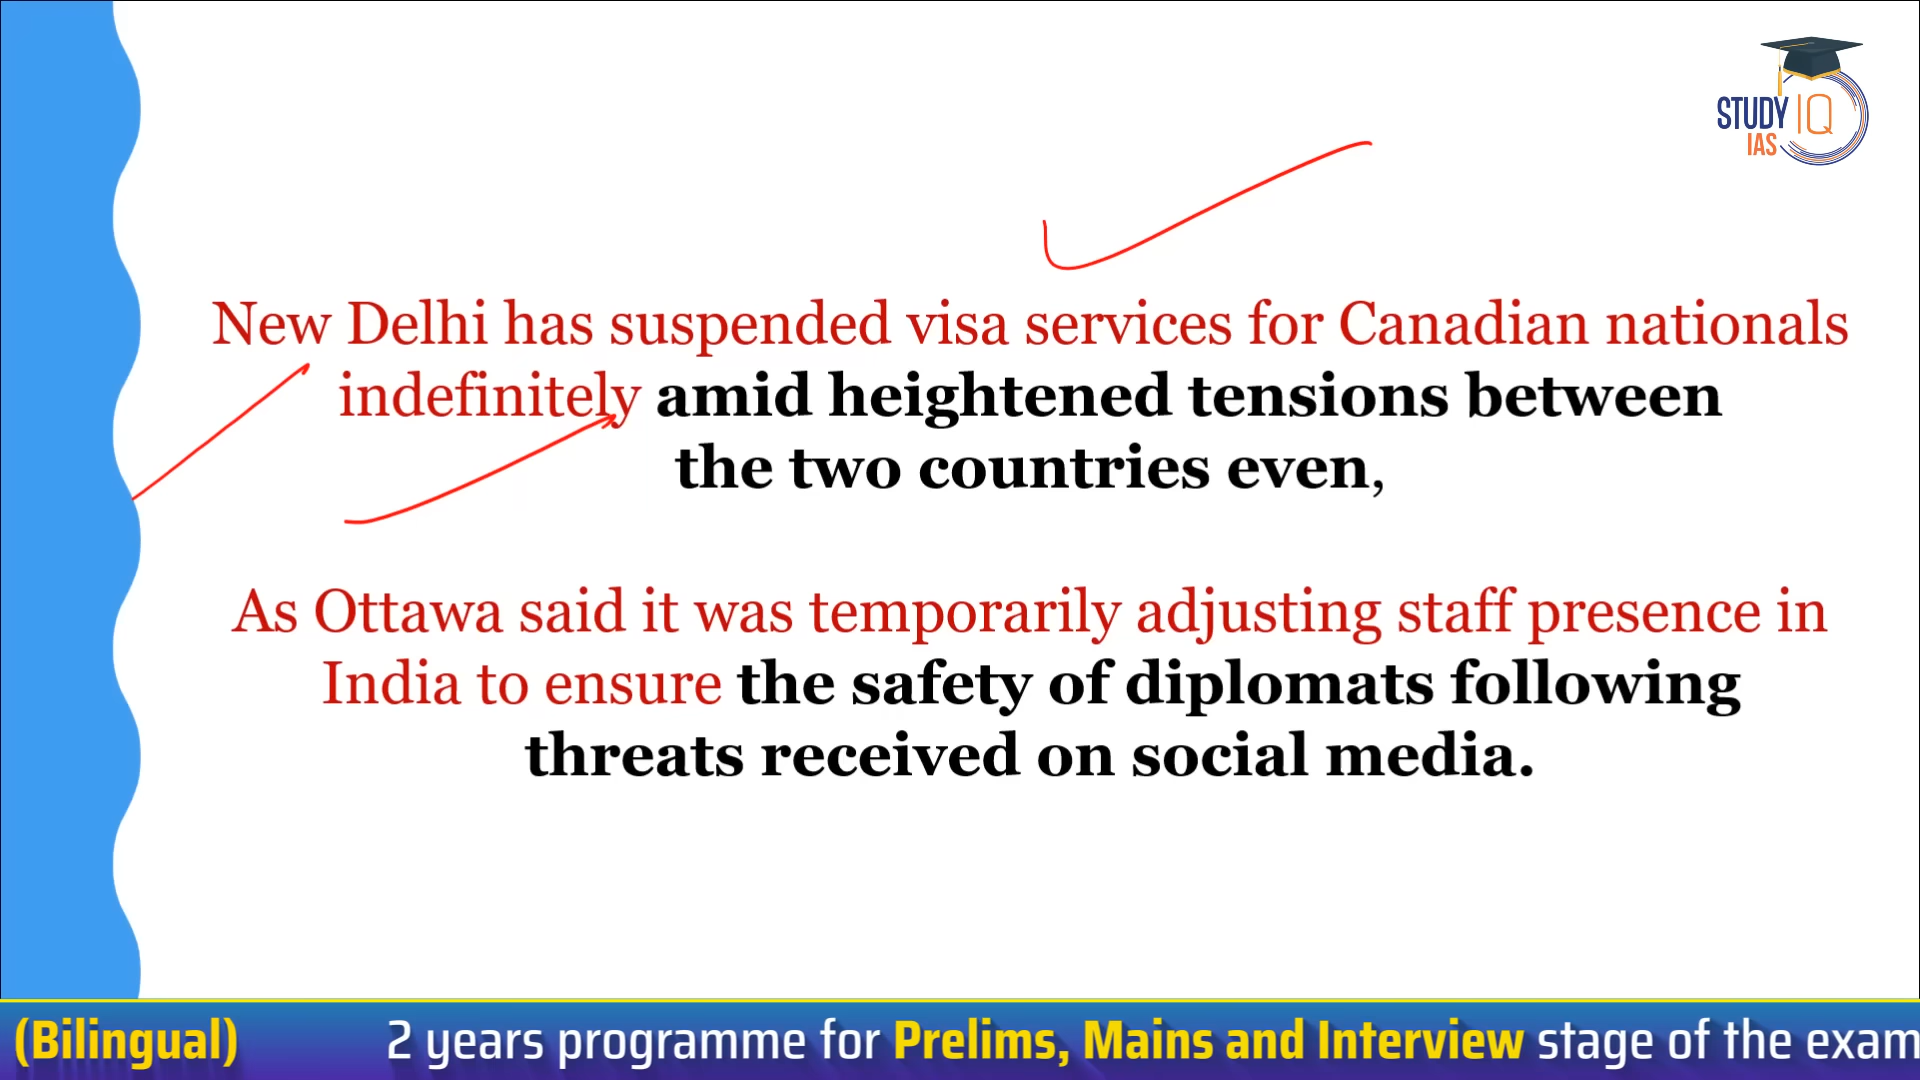 STUDY IQ
IAS
New Delhi has suspended visa services for Canadian nationals
indefinitely amid heightened tensions between
the two countries even,
As Ottawa said it was temporarily adjusting staff presence in
India to ensure the safety of diplomats following
threats received on social media.
(Bilingual) 2 years programme for Prelims, Mains and Interview stage of the exam